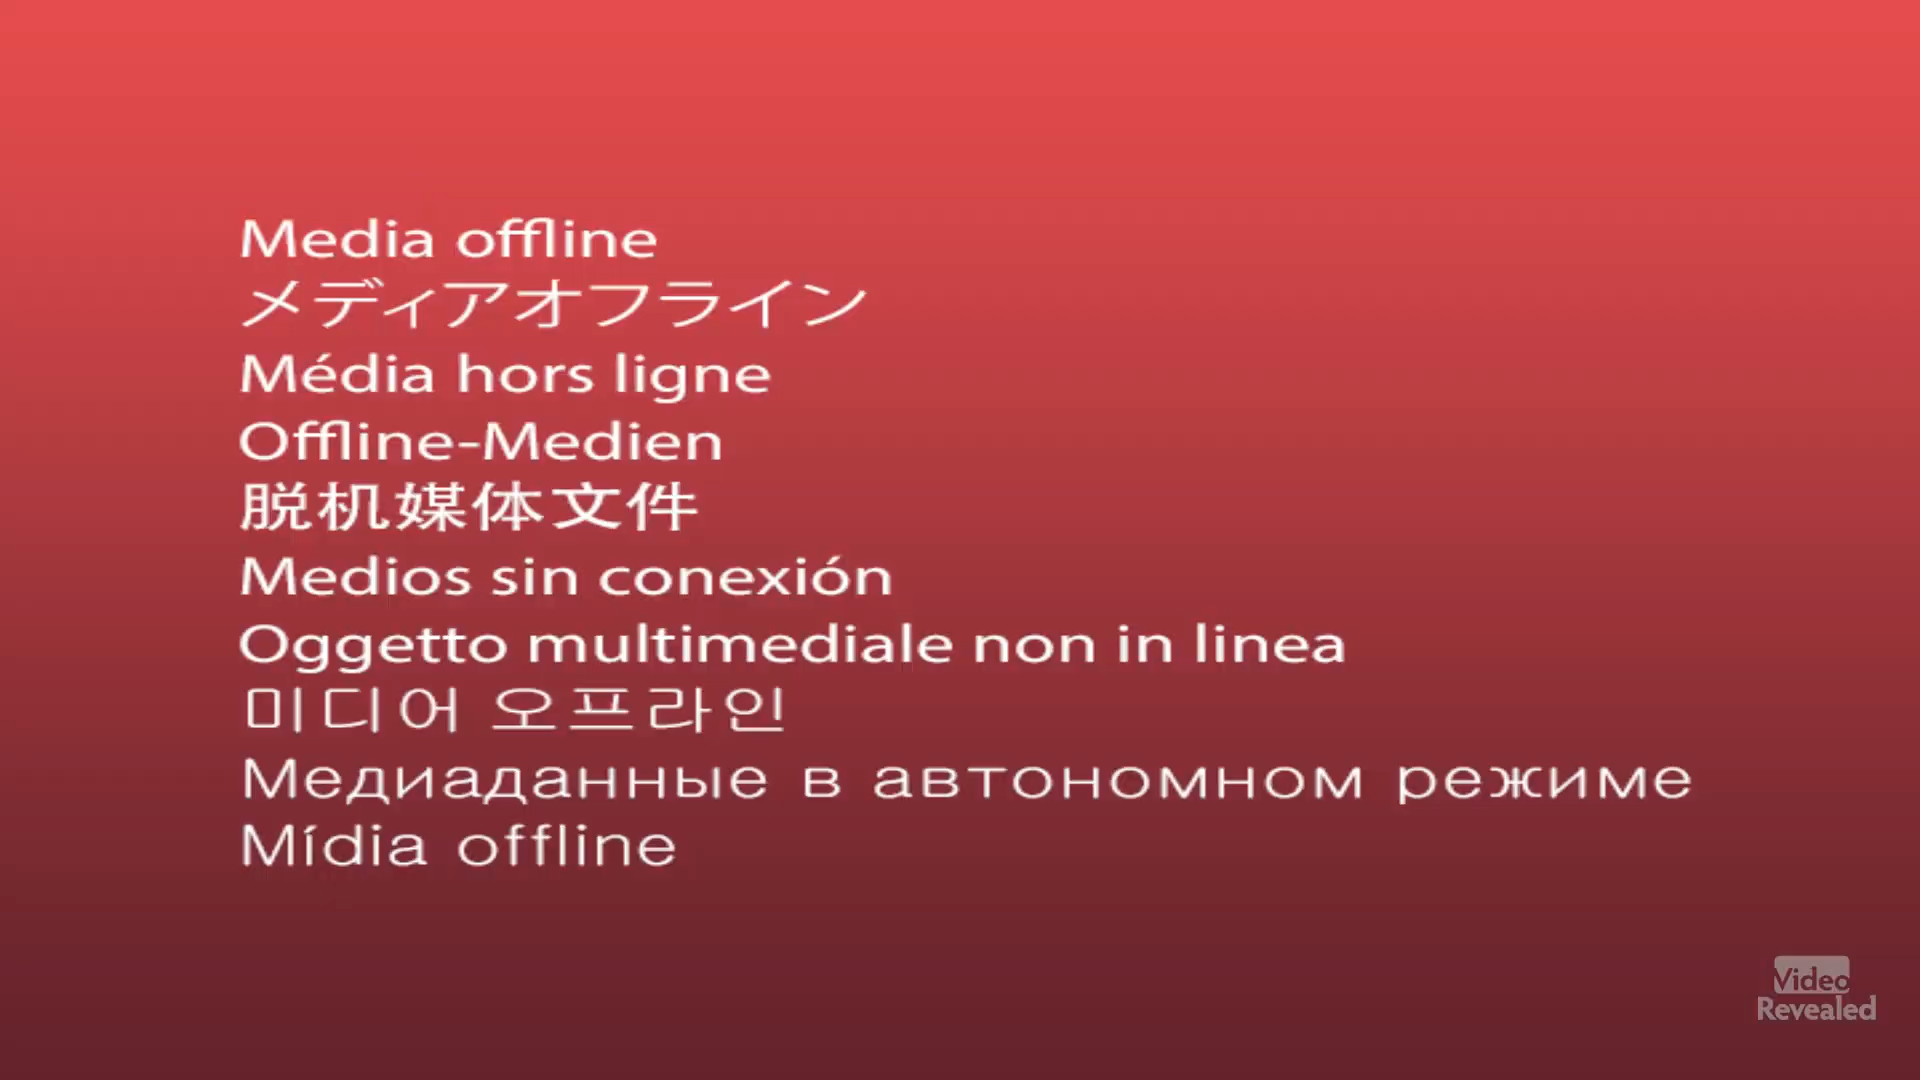 Media offline
メディアオフライン
Média hors ligne
Offline-Medien
脱机媒体文件
Medios sin conexión
Oggetto multimediale non in linea
미디어 오프라인
Медиаданные в автономном режиме
Mídia offline
Video
Revealed